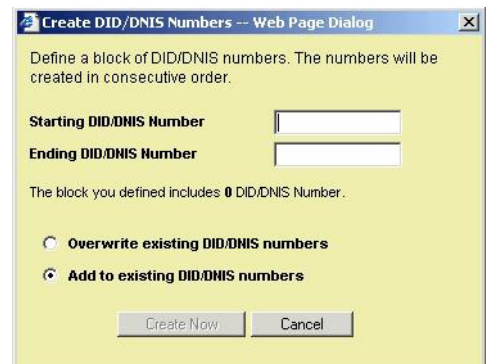 Create DID/DNIS Numbers -- Web Page Dialog
Define a block of DID/DNIS numbers. The numbers will be
created in consecutive order.
Starting DID/DNIS Number
Ending DID/DNIS Number
The block you defined includes 0 DID/DNIS Number.
Overwrite existing DID/DNIS numbers
Add to existing DID/DNIS numbers
Create Now Cancel